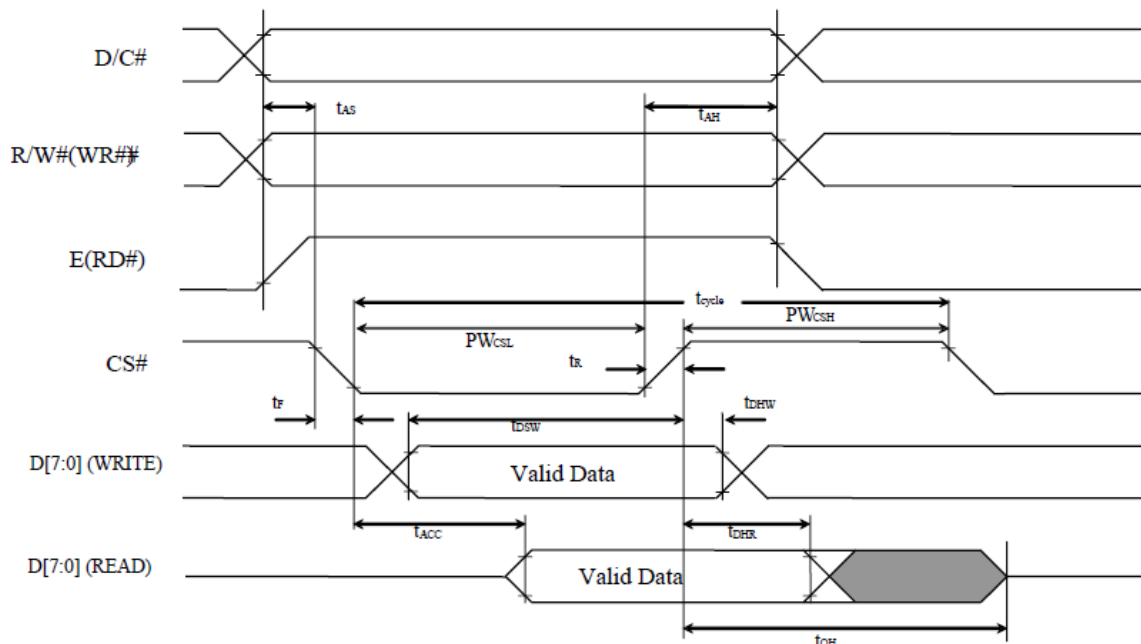 D/C#
tAS
tAH
R/W#(WR##
E(RD#)
tcycle
PWCSL
PWCSH
CS#
tR
tF
tDSW
tDHW
D[7:0] (WRITE)
Valid Data
tACC
tDHR
D[7:0] (READ)
Valid Data
tOH